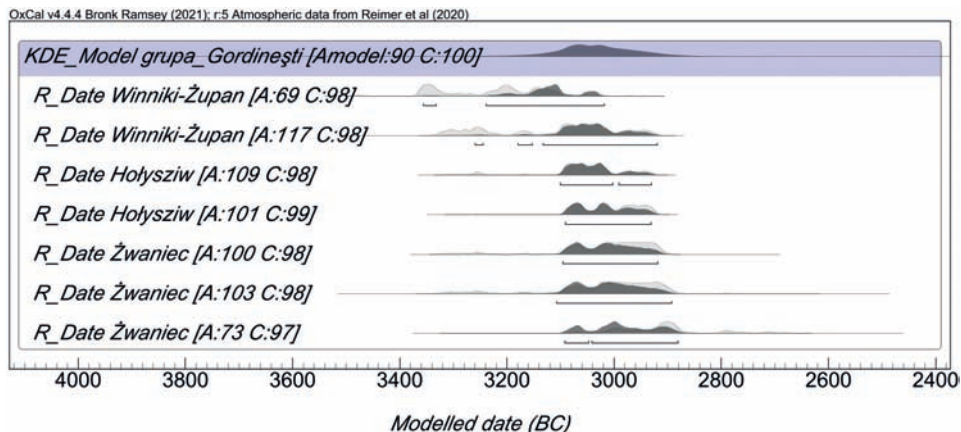 OxCal v4.4.4 Bronk Ramsey (2021); r:5 Atmospheric data from Reimer et al (2020)
KDE_Model grupa_Gordineşti [Amodel:90 C:100]
R_Date Winniki-Żupan [A:69 C:98]
R_Date Winniki-Żupan [A:117 C:98]
R_Date Hołysziw [A:109 C:98]
R_Date Hołysziw [A:101 C:99]
R_Date Żwaniec [A:100 C:98]
R_Date Żwaniec [A:103 C:98]
R_Date Żwaniec [A:73 C:97]
4000 3800 3600 3400 3200 3000 2800 2600 2400
Modelled date (BC)